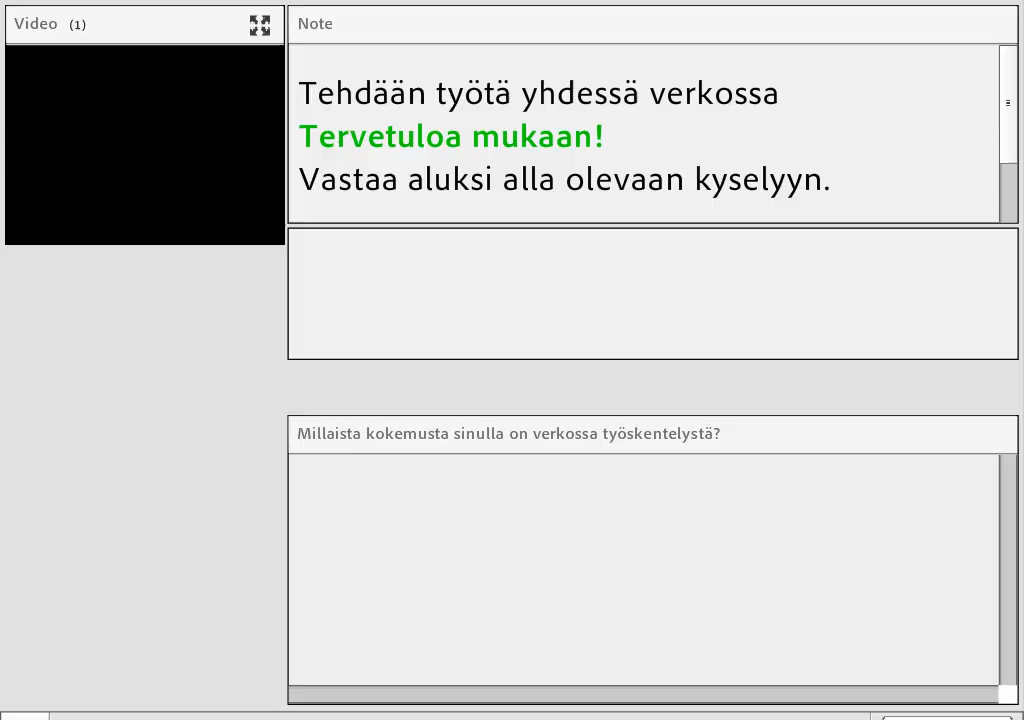 Video (1)
Note
Tehdään työtä yhdessä verkossa
Tervetuloa mukaan!
Vastaa aluksi alla olevaan kyselyyn.
Millaista kokemusta sinulla on verkossa työskentelystä?